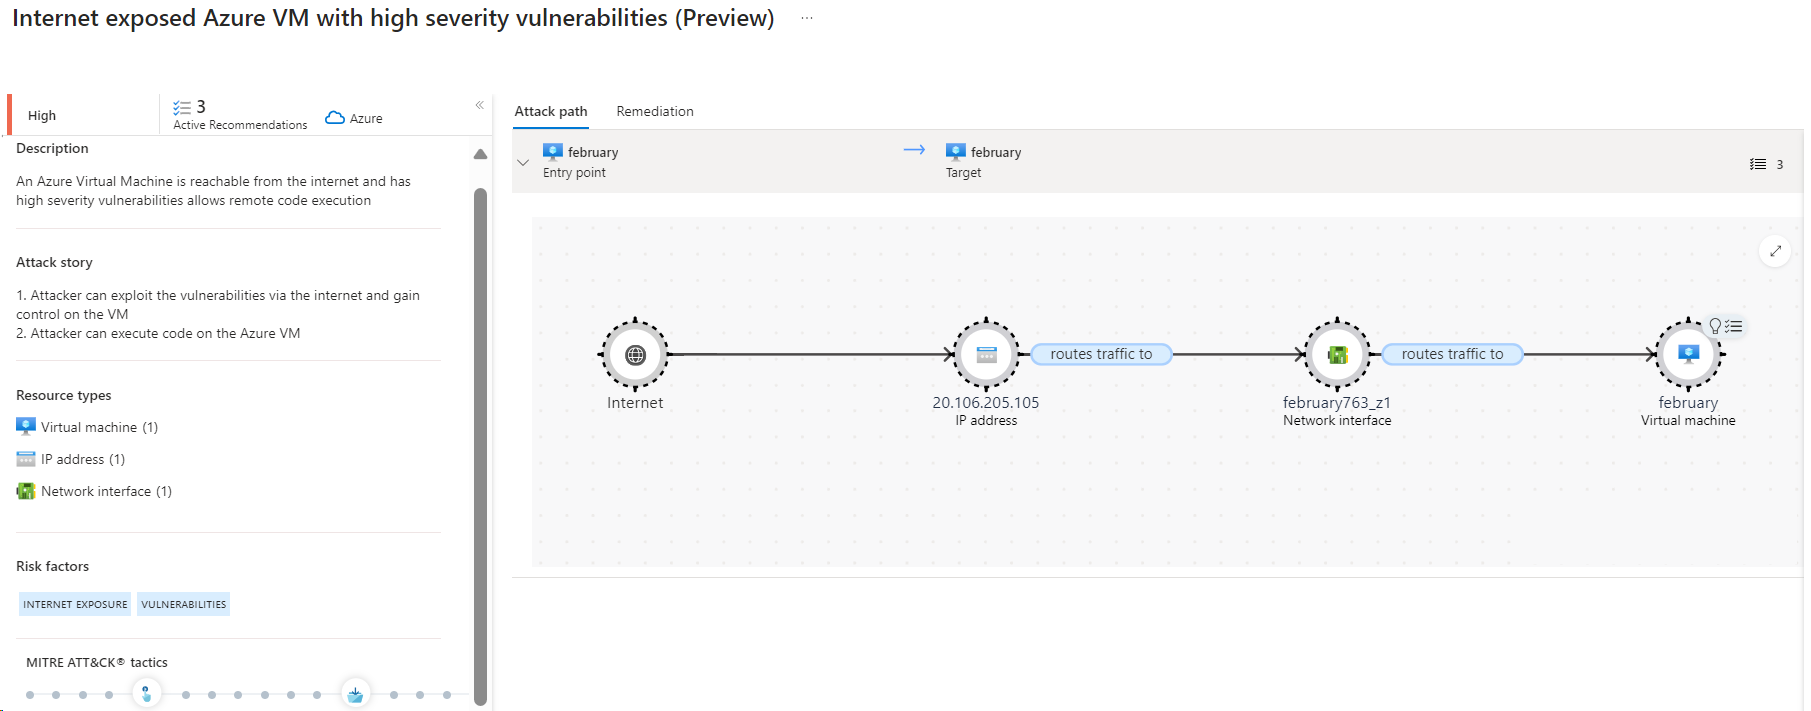 Internet exposed Azure VM with high severity vulnerabilities (Preview) ...
High
3
Active Recommendations
Azure
«
Description
An Azure Virtual Machine is reachable from the internet and has
high severity vulnerabilities allows remote code execution
Attack story
1. Attacker can exploit the vulnerabilities via the internet and gain
control on the VM
2. Attacker can execute code on the Azure VM
Resource types
Virtual machine (1)
IP address (1)
Network interface (1)
Risk factors
INTERNET EXPOSURE VULNERABILITIES
MITRE ATT&CK® tactics
Attack path Remediation
february
Entry point
february
Target
3
Internet
20.106.205.105
IP address
routes traffic to
february763_z1
Network interface
routes traffic to
february
Virtual machine